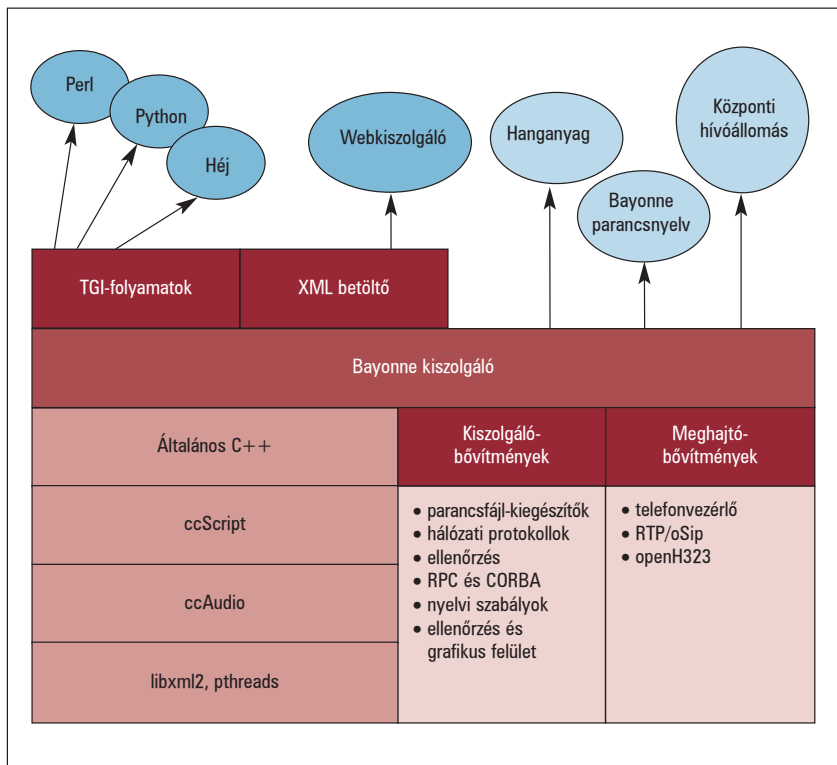 Perl
Python
Héj
Webkiszolgáló
Hanganyag
Bayonne
parancsnyelv
Központi
hívóállomás
TGI-folyamatok
XML betöltő
Bayonne kiszolgáló
Általános C++
ccScript
ccAudio
libxml2, pthreads
Kiszolgáló-
bővítmények
• parancsfájl-kiegészítők
• hálózati protokollok
• ellenőrzés
• RPC és CORBA
• nyelvi szabályok
• ellenőrzés és
grafikus felület
Meghajtó-
bővítmények
• telefonvezérlő
• RTP/oSip
• openH323